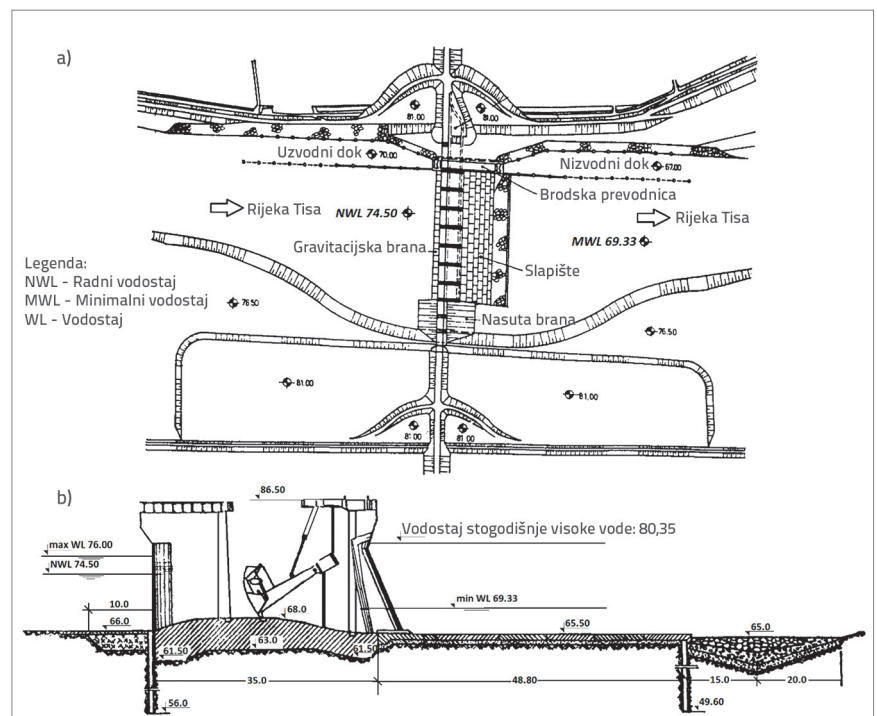 a)
81.00
81.00
Uzvodni dok
70.00
Nizvodni dok
67.00
Brodska prevodnica
Rijeka Tisa
NWL 74.50
Rijeka Tisa
Gravitacijska brana
MWL 69.33
Slapište
Legenda:
NWL - Radni vodostaj
MWL - Minimalni vodostaj
WL - Vodostaj
76.50
Nasuta brana
76.50
81.00
81.00
81.00
81.00
b)
86.50
Vodostaj stogodišnje visoke vode: 80,35
max WL 76.00
NWL 74.50
min WL 69.33
10.0
68.0
66.0
65.50
65.0
61.50
63.0
61.50
35.0
48.80
15.0
20.0
56.0
49.60